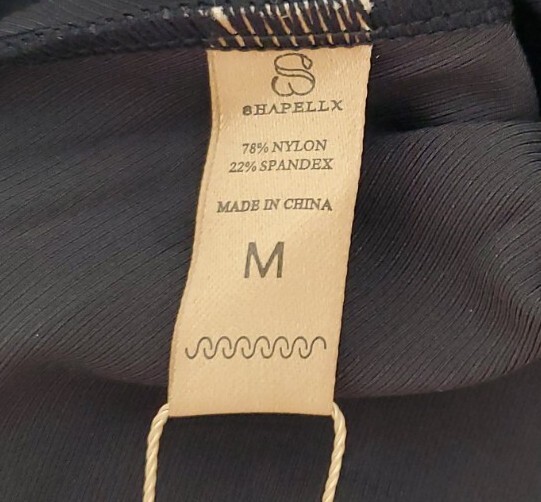 SHAPELLX
78% NYLON
22% SPANDEX
MADE IN CHINA
M